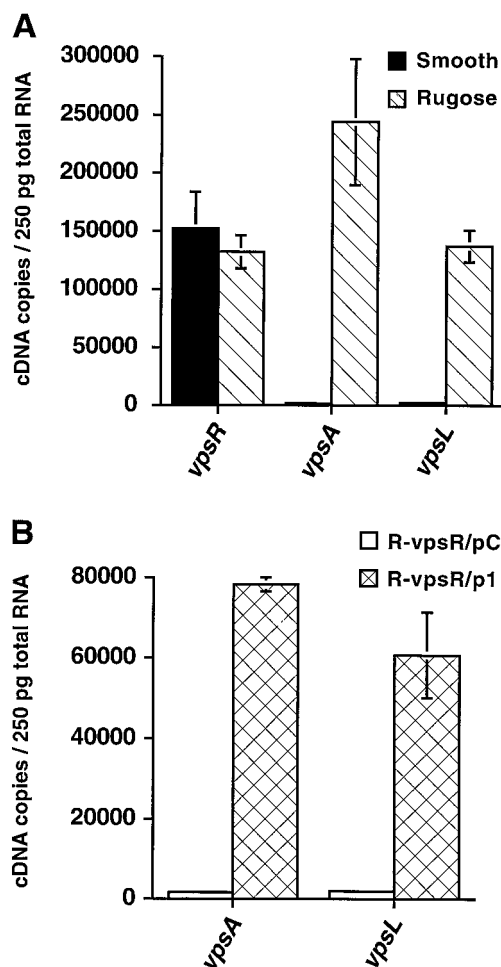 A
cDNA copies / 250 pg total RNA
300000
250000
200000
150000
100000
50000
0
Smooth
Rugose
vpsR
vpsA
vpsL
B
cDNA copies / 250 pg total RNA
80000
60000
40000
20000
0
R-vpsR/pC
R-vpsR/p1
vpsA
vpsL